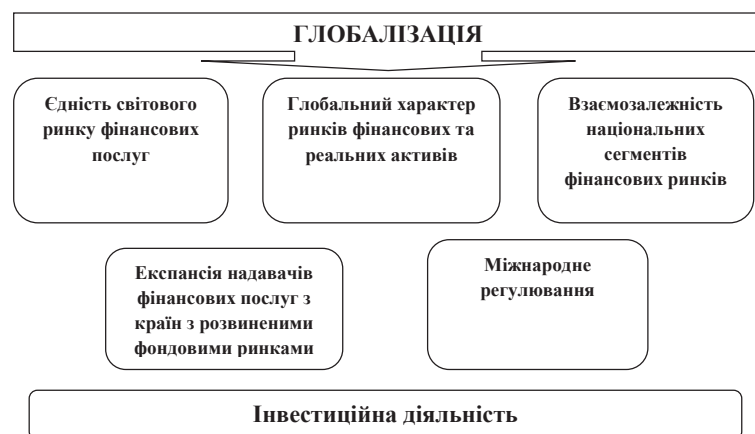 ГЛОБАЛІЗАЦІЯ
Єдність світового
ринку фінансових
послуг
Глобальний характер
ринків фінансових та
реальних активів
Взаємозалежність
національних
сегментів
фінансових ринків
Експансія надавачів
фінансових послуг з
країн з розвиненими
фондовими ринками
Міжнародне
регулювання
Інвестиційна діяльність